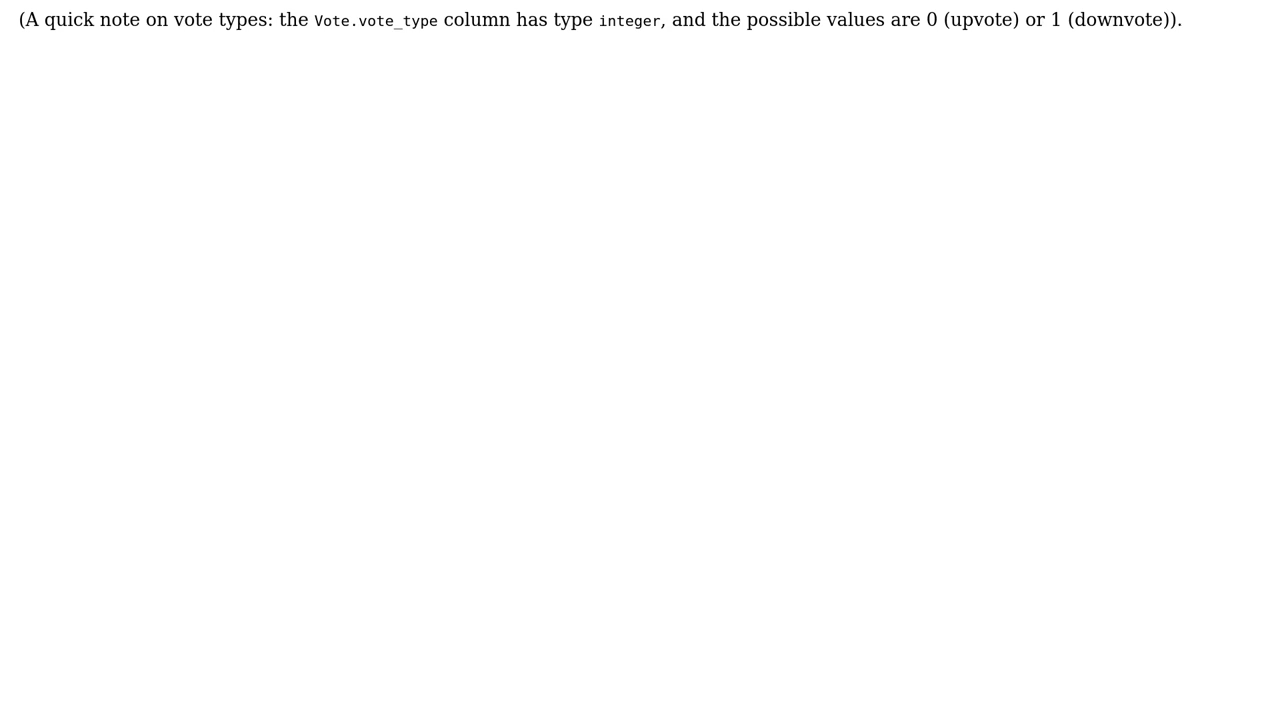 (A quick note on vote types: the Vote.vote_type column has type integer, and the possible values are 0 (upvote) or 1 (downvote)).